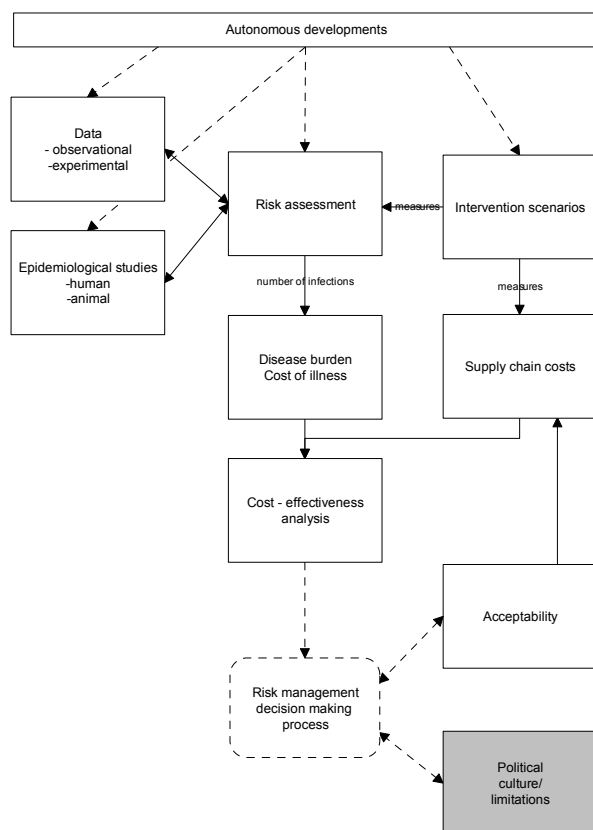 Autonomous developments
Data
- observational
-experimental
Risk assessment
measures
Intervention scenarios
Epidemiological studies
-human
-animal
number of infections
measures
Disease burden
Cost of illness
Supply chain costs
Cost - effectiveness
analysis
Acceptability
Risk management
decision making
process
Political
culture/
limitations